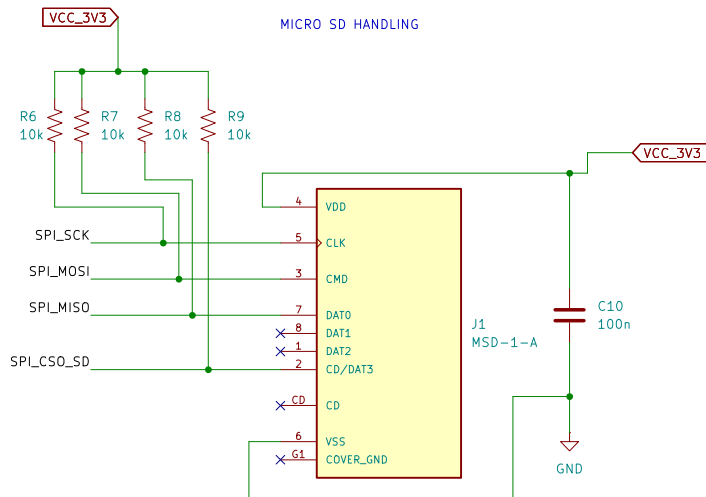 VCC_3V3
MICRO SD HANDLING
R6
10k
R7
10k
R8
10k
R9
10k
VCC_3V3
4 VDD
SPI_SCK 5 CLK
SPI_MOSI 3 CMD
SPI_MISO 7 DAT0
8 DAT1
1 DAT2
SPI_CSO_SD 2 CD/DAT3
CD CD
6 VSS
G1 COVER_GND
J1
MSD-1-A
C10
100n
GND